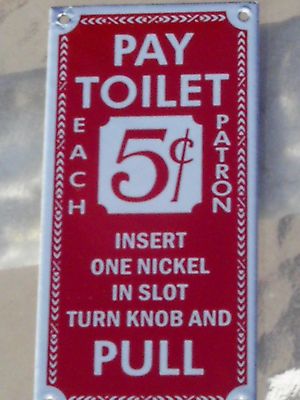 PAY
TOILET
EACH
5¢
PATRON
INSERT
ONE NICKEL
IN SLOT
TURN KNOB AND
PULL